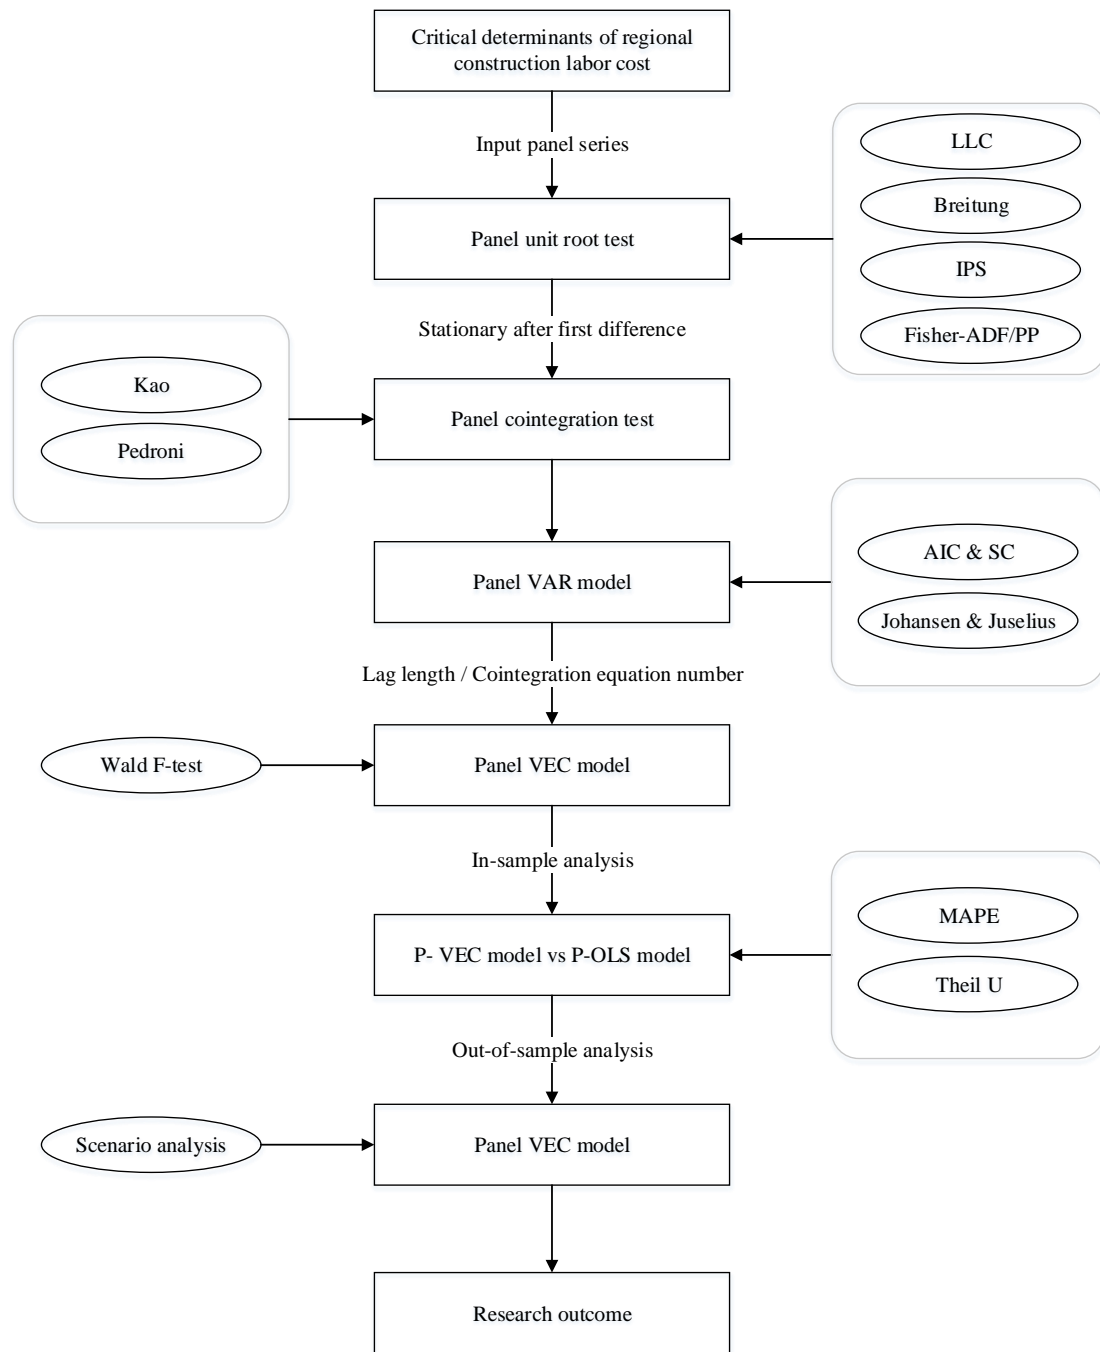 Critical determinants of regional
construction labor cost
Input panel series
LLC
Breitung
IPS
Fisher-ADF/PP
Panel unit root test
Stationary after first difference
Kao
Pedroni
Panel cointegration test
AIC & SC
Johansen & Juselius
Panel VAR model
Lag length / Cointegration equation number
Wald F-test
Panel VEC model
In-sample analysis
MAPE
Theil U
P- VEC model vs P-OLS model
Out-of-sample analysis
Scenario analysis
Panel VEC model
Research outcome